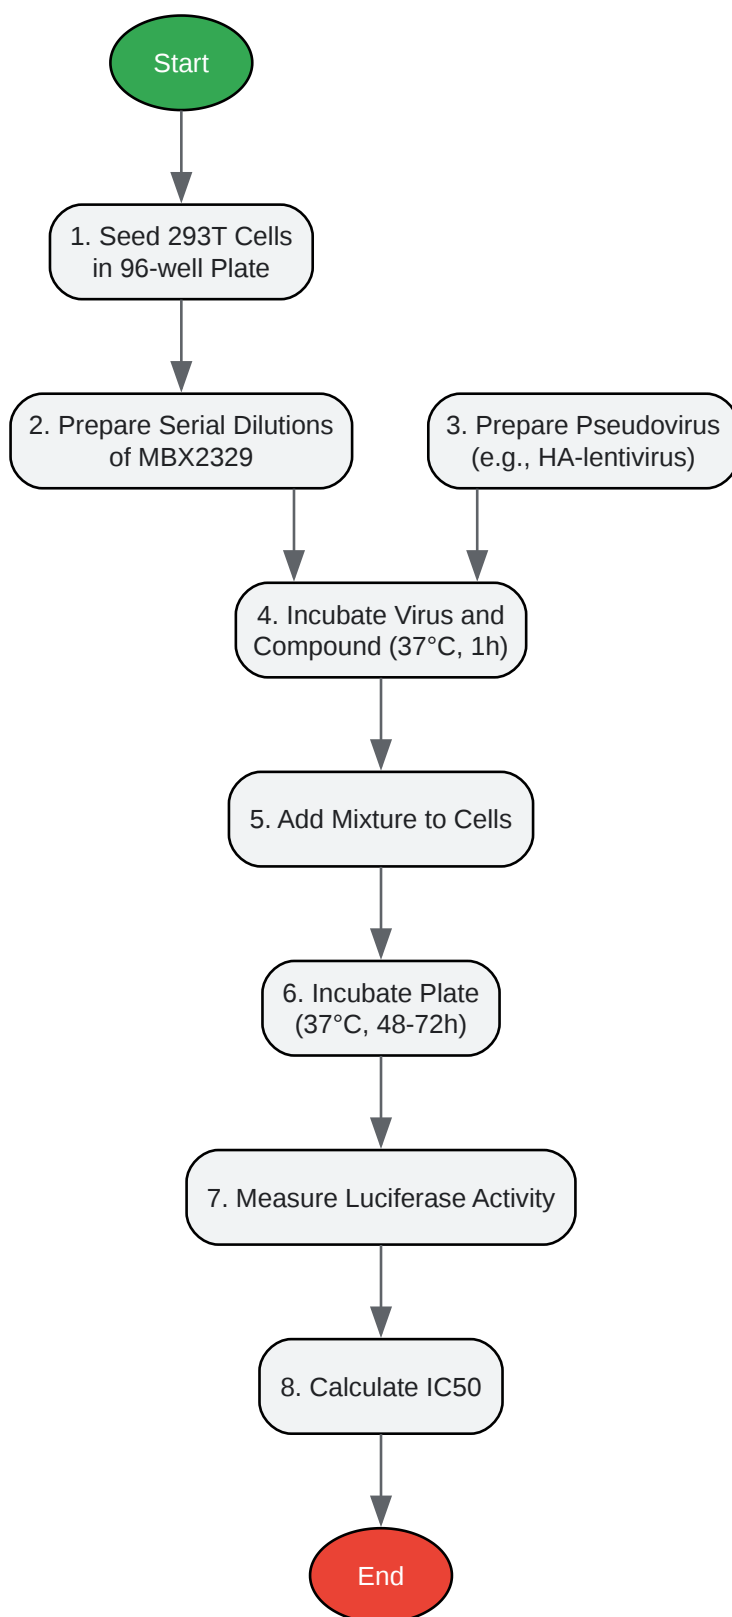 Start
1. Seed 293T Cells
in 96-well Plate
2. Prepare Serial Dilutions
of MBX2329
3. Prepare Pseudovirus
(e.g., HA-lentivirus)
4. Incubate Virus and
Compound (37°C, 1h)
5. Add Mixture to Cells
6. Incubate Plate
(37°C, 48-72h)
7. Measure Luciferase Activity
8. Calculate IC50
End